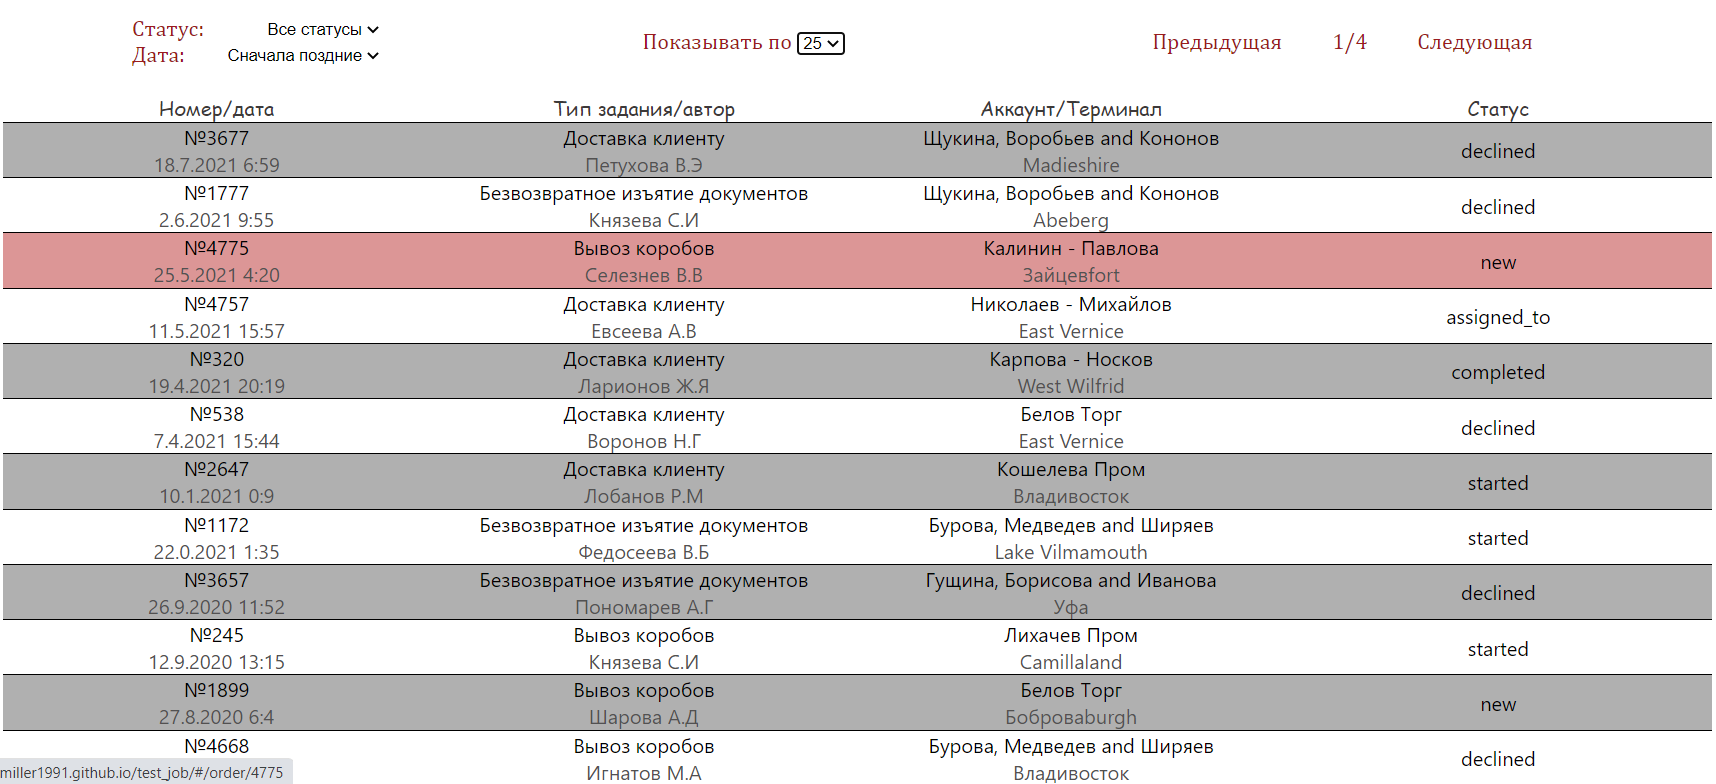 Статус: Все статусы
Дата: Сначала поздние
Показывать по 25
Предыдущая 1/4 Следующая
Номер/дата Тип задания/автор Аккаунт/Терминал Статус
№3677 Доставка клиенту Щукина, Воробьев and Кононов
declined
18.7.2021 6:59 Петухова В.Э Madieshire
№1777 Безвозвратное изъятие документов Щукина, Воробьев and Кононов
declined
2.6.2021 9:55 Князева С.И Abeberg
№4775 Вывоз коробов Калинин - Павлова
new
25.5.2021 4:20 Селезнев В.В Зайцевfort
№4757 Доставка клиенту Николаев - Михайлов
assigned_to
11.5.2021 15:57 Евсеева А.В East Vernice
№320 Доставка клиенту Карпова - Носков
completed
19.4.2021 20:19 Ларионов Ж.Я West Wilfrid
№538 Доставка клиенту Белов Торг
declined
7.4.2021 15:44 Воронов Н.Г East Vernice
№2647 Доставка клиенту Кошелева Пром
started
10.1.2021 0:9 Лобанов Р.М Владивосток
№1172 Безвозвратное изъятие документов Бурова, Медведев and Ширяев
started
22.0.2021 1:35 Федосеева В.Б Lake Vilmamouth
№3657 Безвозвратное изъятие документов Гущина, Борисова and Иванова
declined
26.9.2020 11:52 Пономарев А.Г Уфа
№245 Вывоз коробов Лихачев Пром
started
12.9.2020 13:15 Князева С.И Camillaland
№1899 Вывоз коробов Белов Торг
new
27.8.2020 6:4 Шарова А.Д Боброваburgh
№4668 Вывоз коробов Бурова, Медведев and Ширяев
declined
miller1991.github.io/test_job/#/order/4775 Игнатов М.А Владивосток